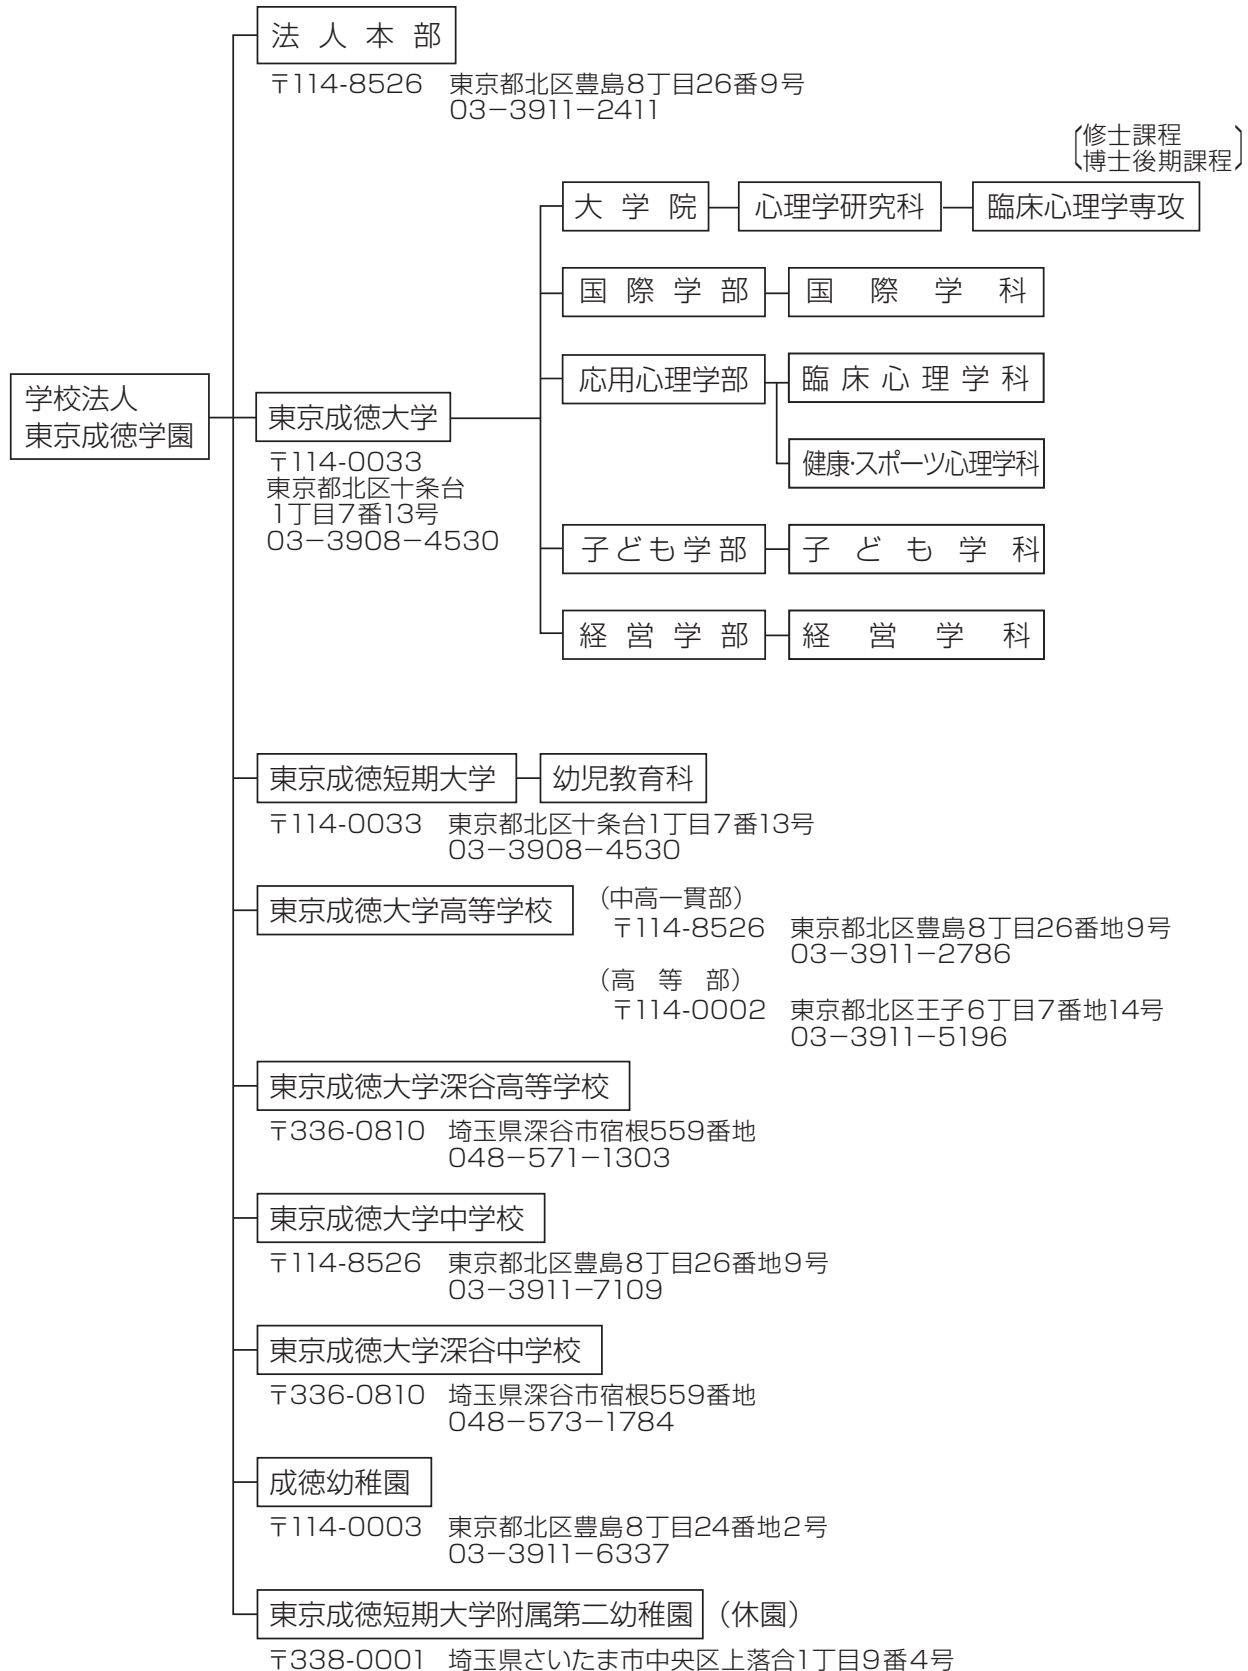 法人本部
〒114-8526 東京都北区豊島8丁目26番9号
03−3911−2411
修士課程
博士後期課程
大学院
心理学研究科
臨床心理学専攻
国際学部
国際学科
応用心理学部
臨床心理学科
健康・スポーツ心理学科
学校法人
東京成徳学園
東京成徳大学
〒114-0033
東京都北区十条台
1丁目7番13号
03−3908−4530
子ども学部
子ども学科
経営学部
経営学科
東京成徳短期大学
幼児教育科
〒114-0033 東京都北区十条台1丁目7番13号
03−3908−4530
東京成徳大学高等学校
（中高一貫部）
〒114-8526 東京都北区豊島8丁目26番地9号
03−3911−2786
（高等部）
〒114-0002 東京都北区王子6丁目7番地14号
03−3911−5196
東京成徳大学深谷高等学校
〒336-0810 埼玉県深谷市宿根559番地
048−571−1303
東京成徳大学中学校
〒114-8526 東京都北区豊島8丁目26番地9号
03−3911−7109
東京成徳大学深谷中学校
〒336-0810 埼玉県深谷市宿根559番地
048−573−1784
成徳幼稚園
〒114-0003 東京都北区豊島8丁目24番地2号
03−3911−6337
東京成徳短期大学附属第二幼稚園（休園）
〒338-0001 埼玉県さいたま市中央区上落合1丁目9番4号